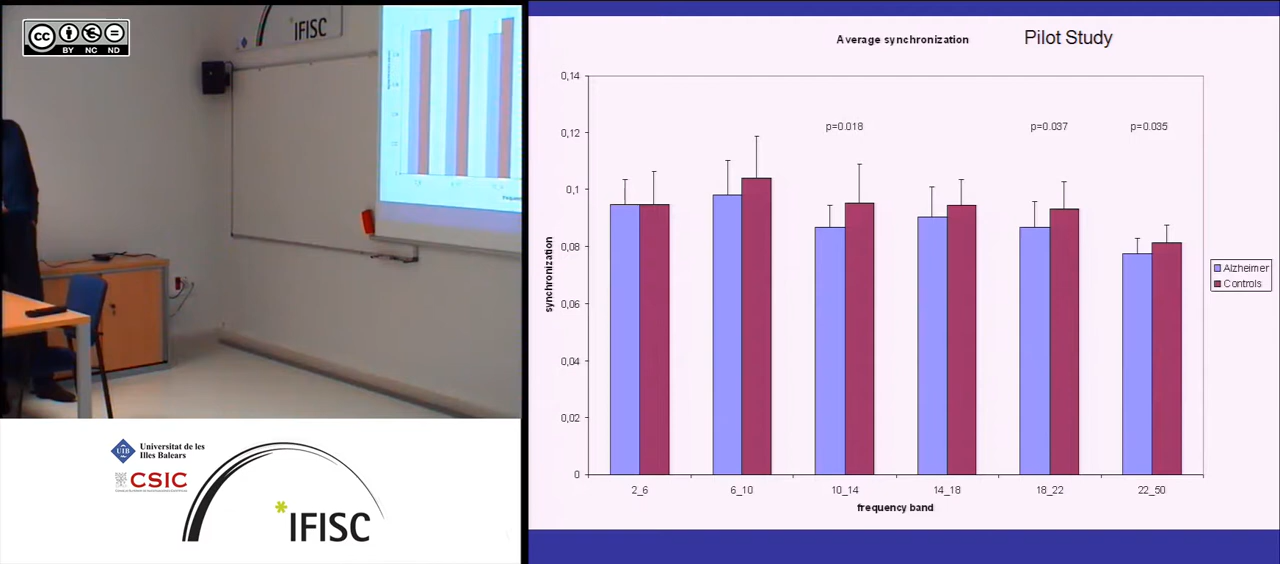 cc
BY NC ND
IFISC
Universitat de les
Illes Balears
UIB
CSIC
*IFISC
Average synchronization
Pilot Study
0,14
0,12
0,1
0,08
0,06
0,04
0,02
0
synchronization
p=0.018
p=0.037
p=0.035
Alzheimer
Controls
2_6
6_10
10_14
14_18
18_22
22_50
frequency band